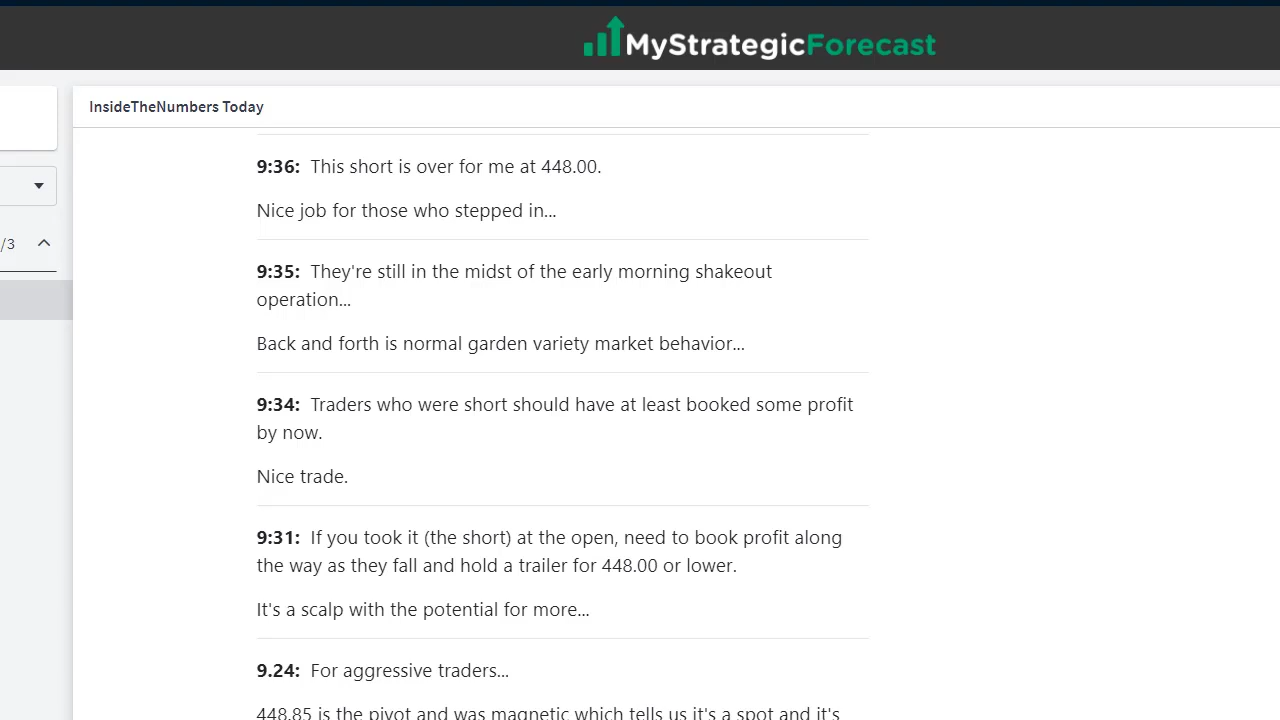 MyStrategicForecast
InsideTheNumbers Today
/3
9:36: This short is over for me at 448.00.
Nice job for those who stepped in...
9:35: They're still in the midst of the early morning shakeout
operation...
Back and forth is normal garden variety market behavior...
9:34: Traders who were short should have at least booked some profit
by now.
Nice trade.
9:31: If you took it (the short) at the open, need to book profit along
the way as they fall and hold a trailer for 448.00 or lower.
It's a scalp with the potential for more...
9.24: For aggressive traders...
448.85 is the pivot and was magnetic which tells us it's a spot and it's